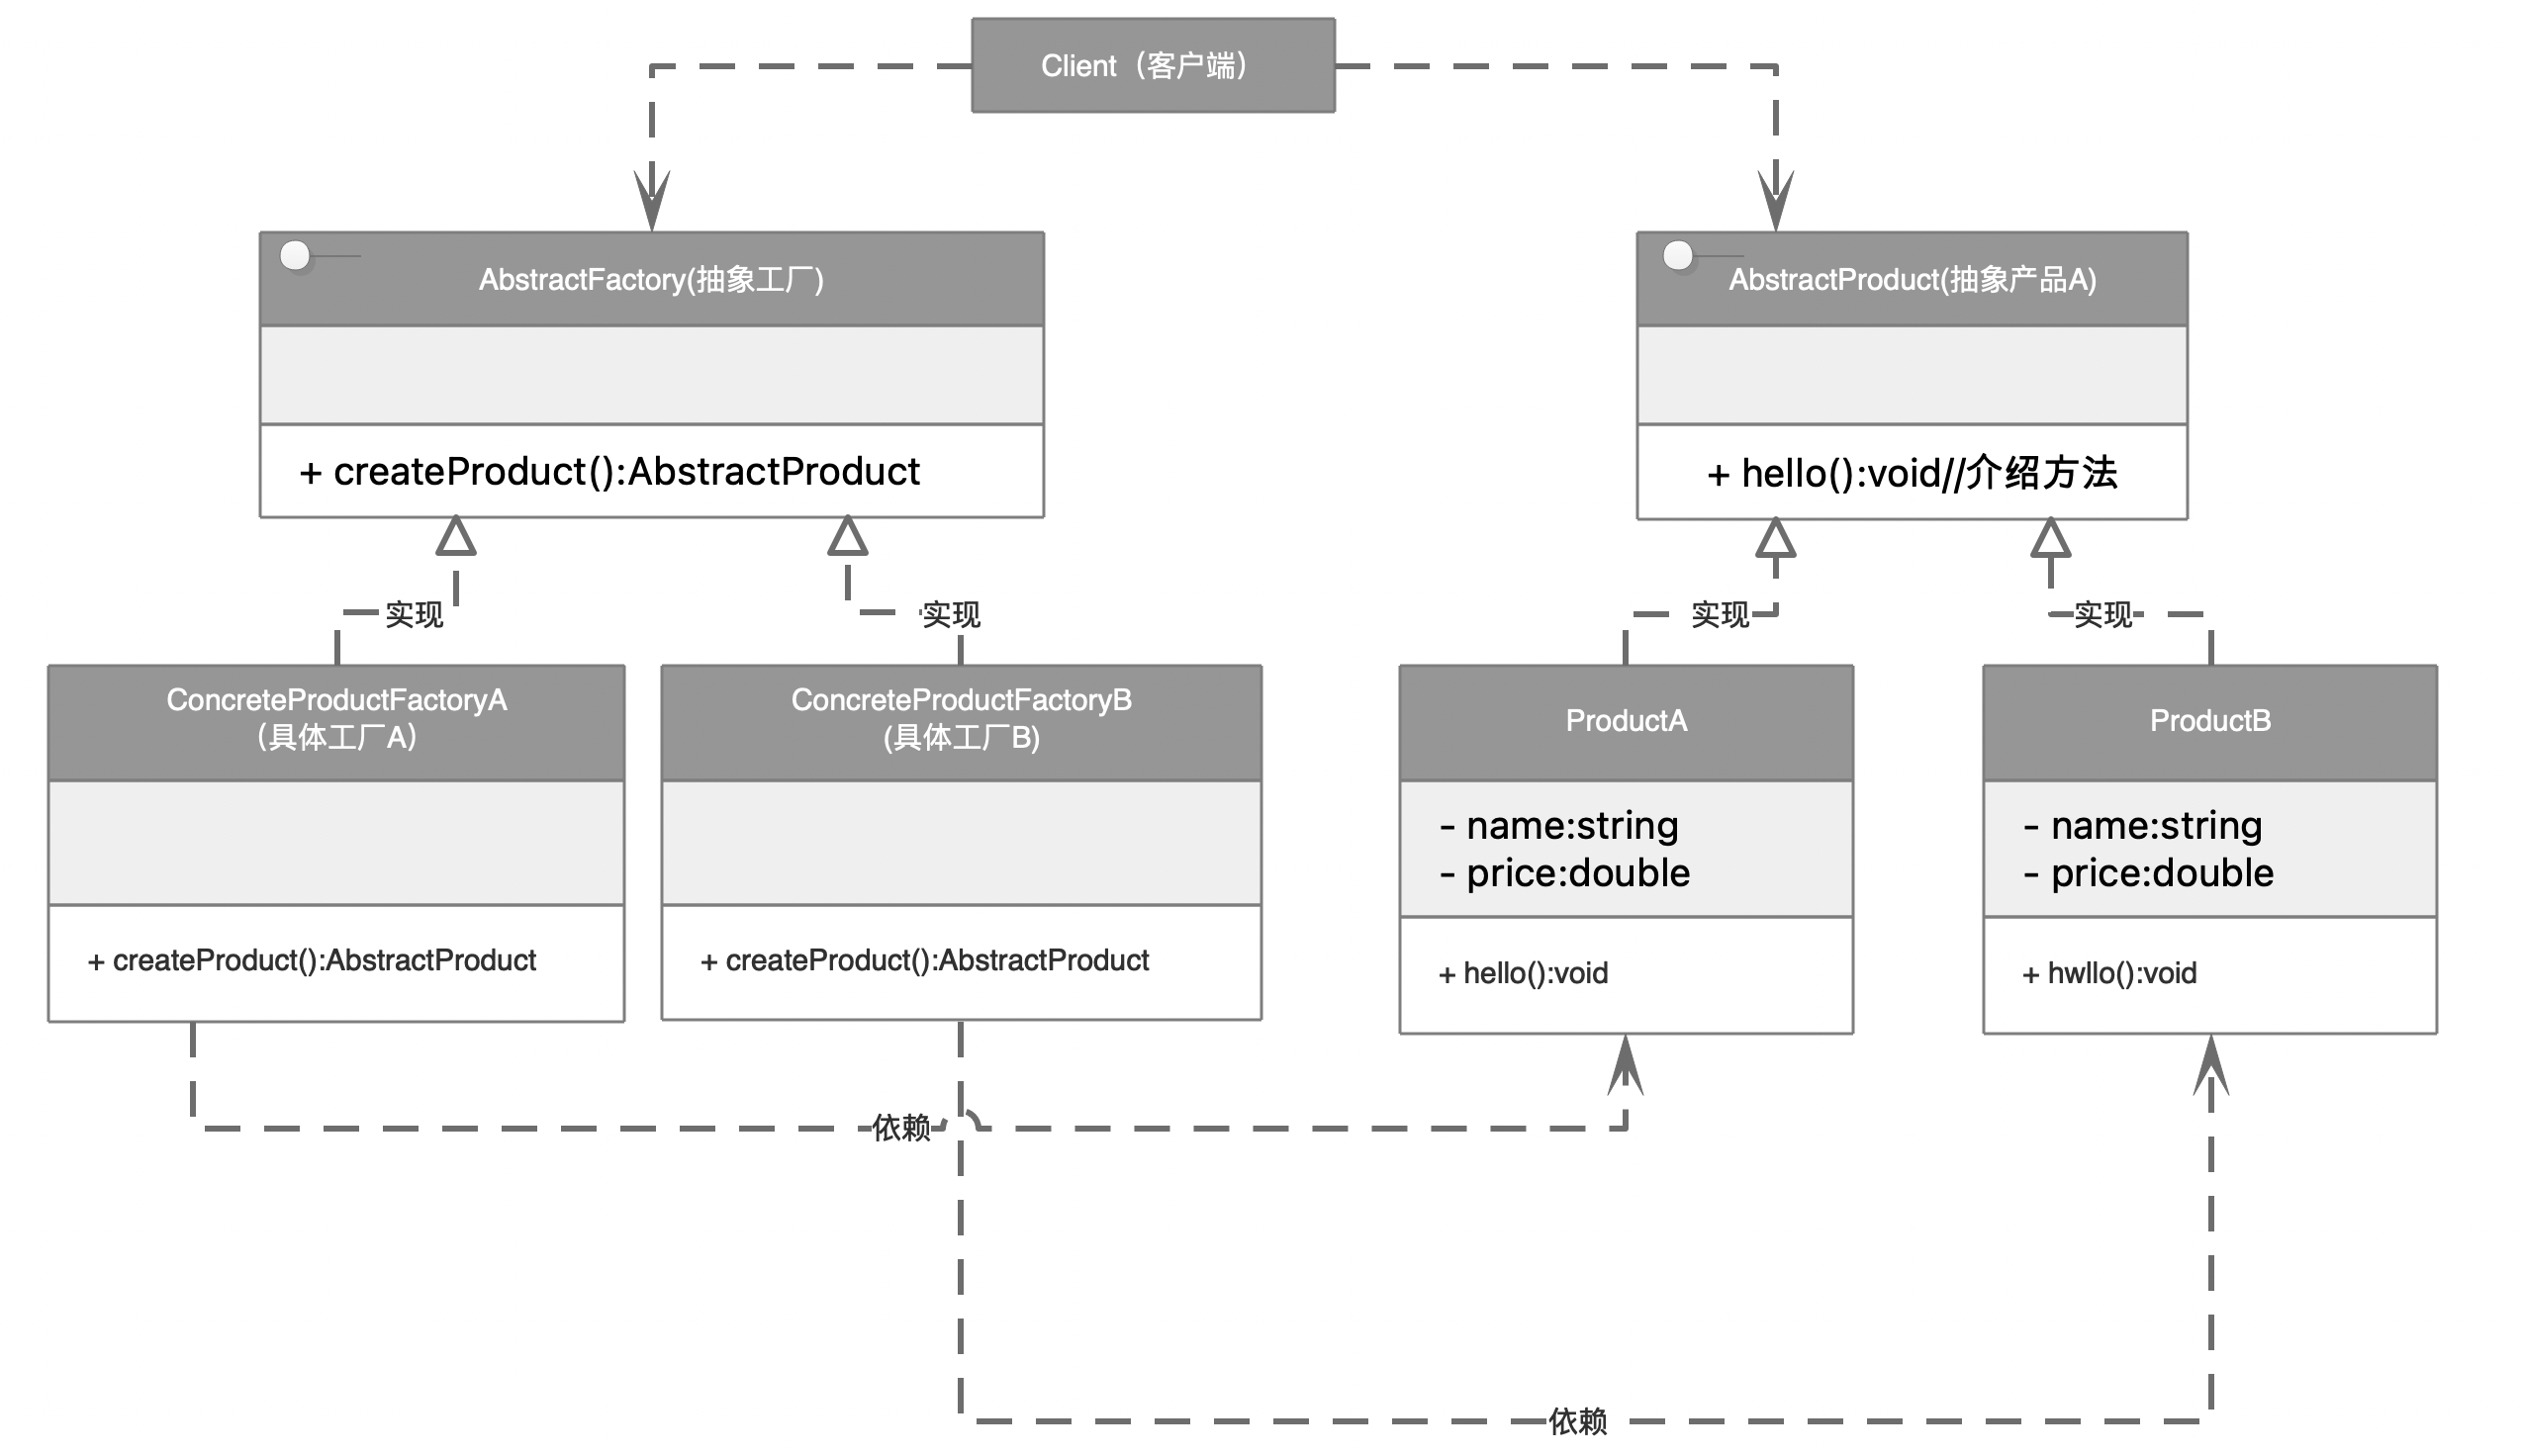 Client（客户端）
AbstractFactory(抽象工厂)
AbstractProduct(抽象产品A)
+ createProduct():AbstractProduct
+ hello():void//介绍方法
实现
实现
实现
实现
ConcreteProductFactoryA
（具体工厂A）
ConcreteProductFactoryB
(具体工厂B)
ProductA
ProductB
- name:string
- price:double
- name:string
- price:double
+ createProduct():AbstractProduct
+ createProduct():AbstractProduct
+ hello():void
+ hwllo():void
依赖
依赖